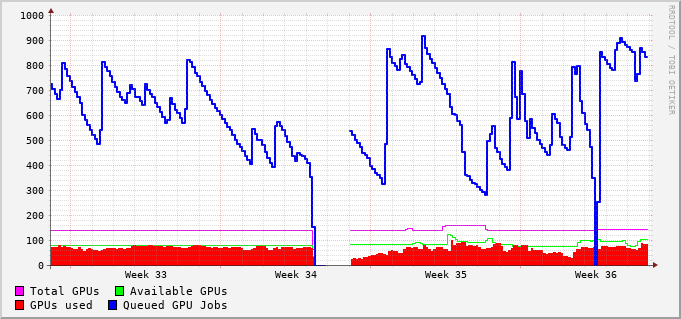 1000
900
800
700
600
500
400
300
200
100
0
Week 33 Week 34 Week 35 Week 36
Total GPUs Available GPUs
GPUs used Queued GPU Jobs
RRDTOOL / TOBI OETIKER